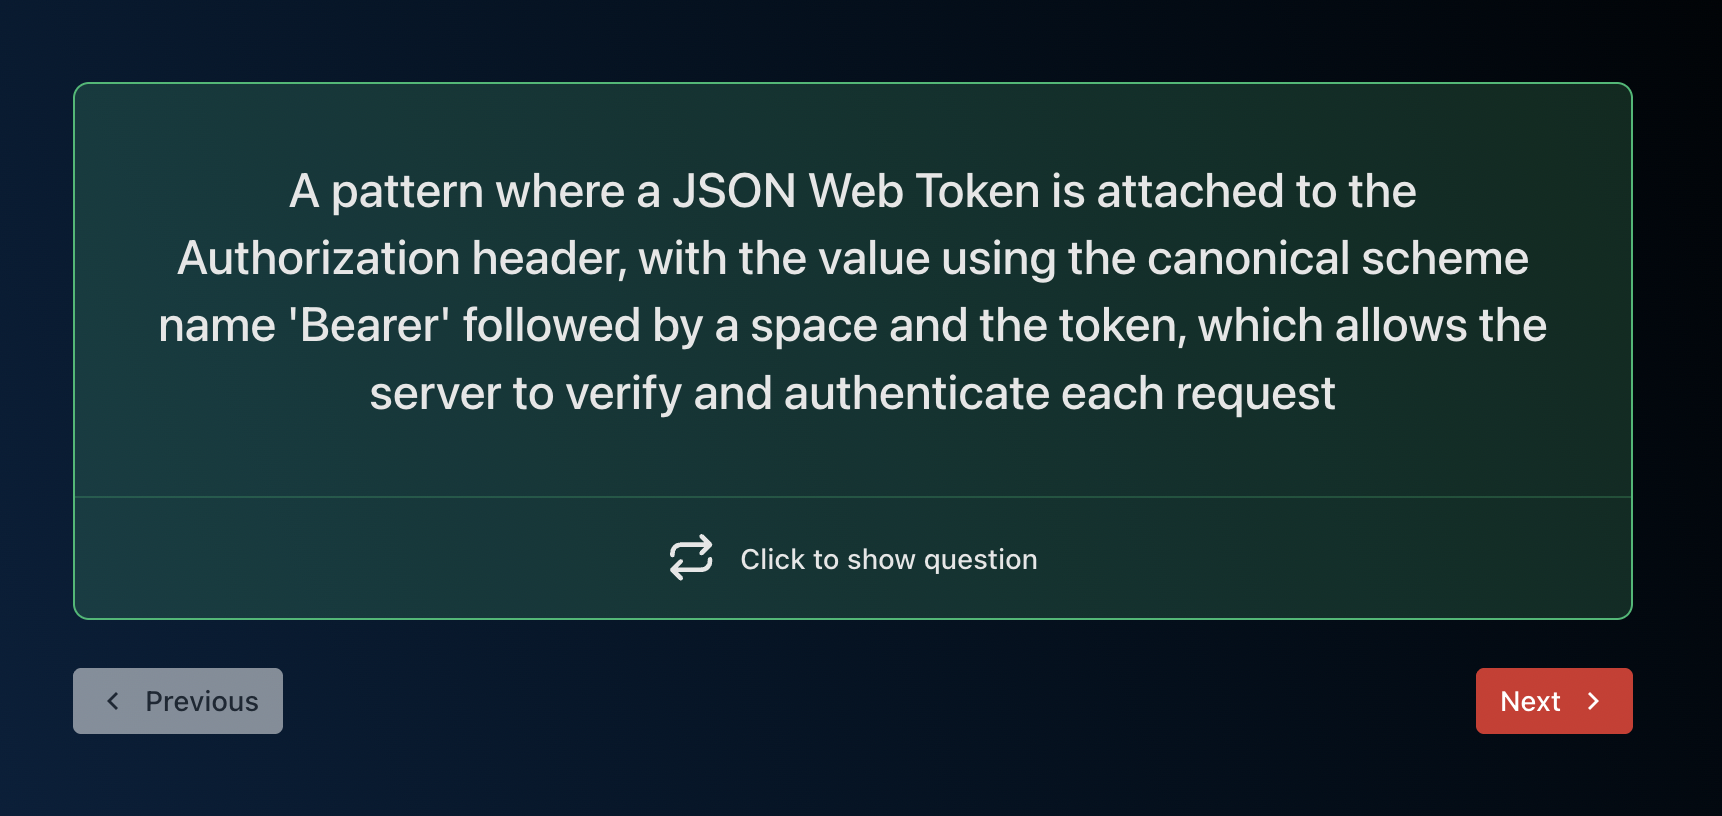 A pattern where a JSON Web Token is attached to the
Authorization header, with the value using the canonical scheme
name 'Bearer' followed by a space and the token, which allows the
server to verify and authenticate each request
Click to show question
Previous
Next